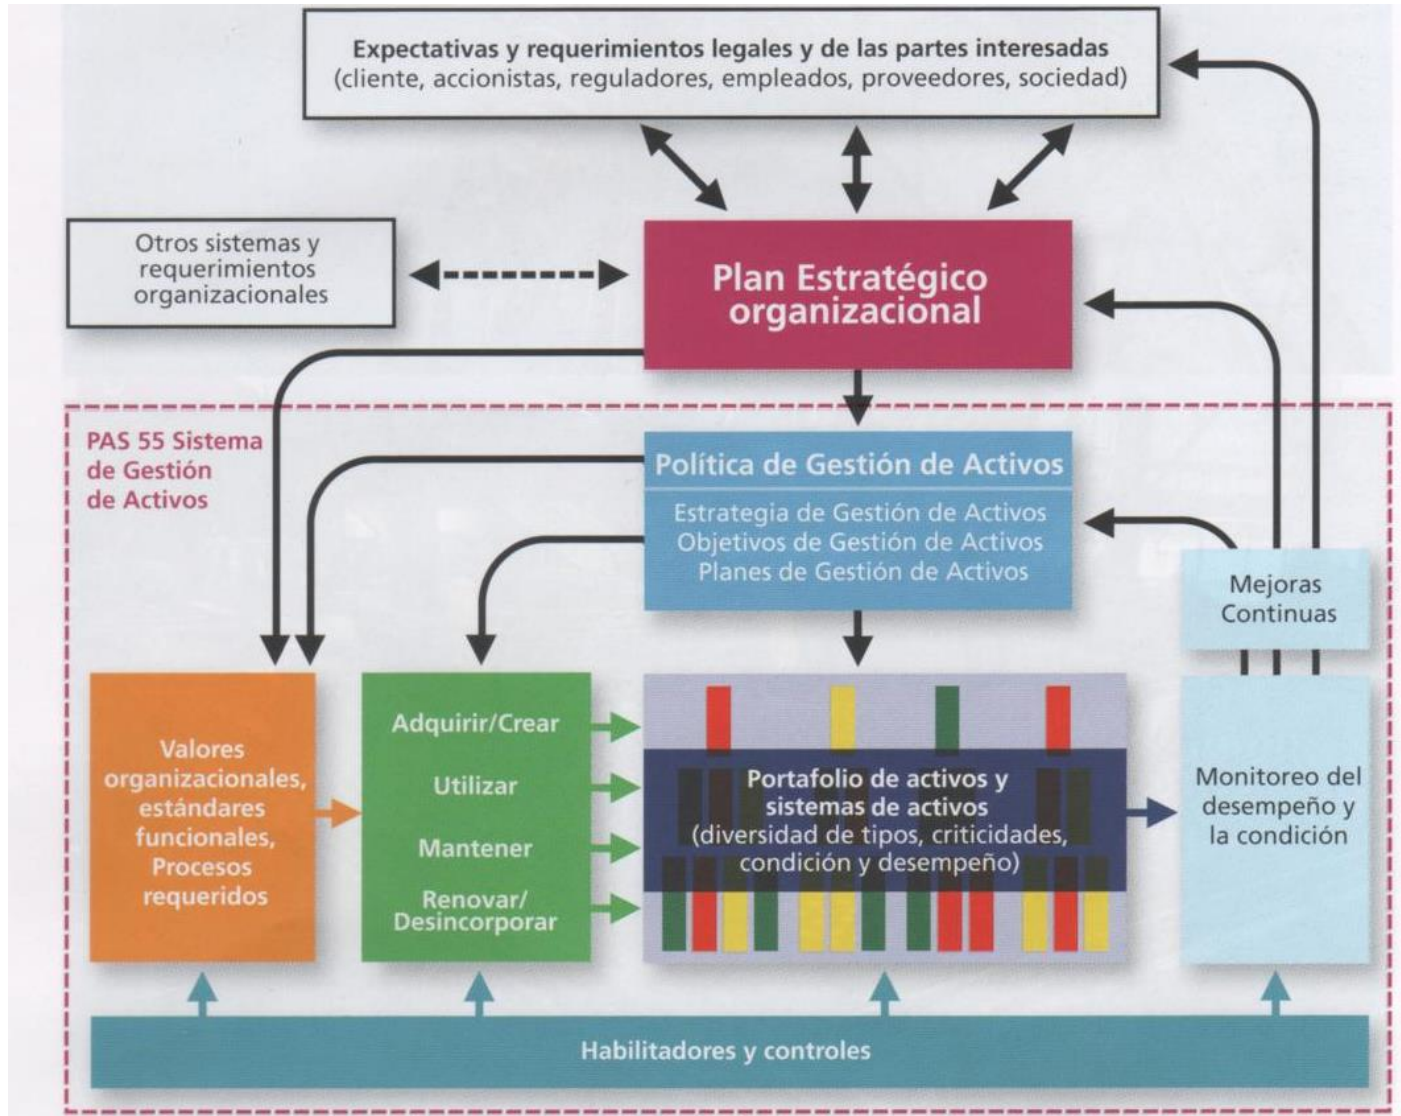 Expectativas y requerimientos legales y de las partes interesadas
(cliente, accionistas, reguladores, empleados, proveedores, sociedad)
Otros sistemas y
requerimientos
organizacionales
Plan Estratégico
organizacional
PAS 55 Sistema
de Gestión
de Activos
Política de Gestión de Activos
Estrategia de Gestión de Activos
Objetivos de Gestión de Activos
Planes de Gestión de Activos
Mejoras
Continuas
Valores
organizacionales,
estándares
funcionales,
Procesos
requeridos
Adquirir/Crear
Utilizar
Mantener
Renovar/
Desincorporar
Portafolio de activos y
sistemas de activos
(diversidad de tipos, criticidades,
condición y desempeño)
Monitoreo del
desempeño y
la condición
Habilitadores y controles